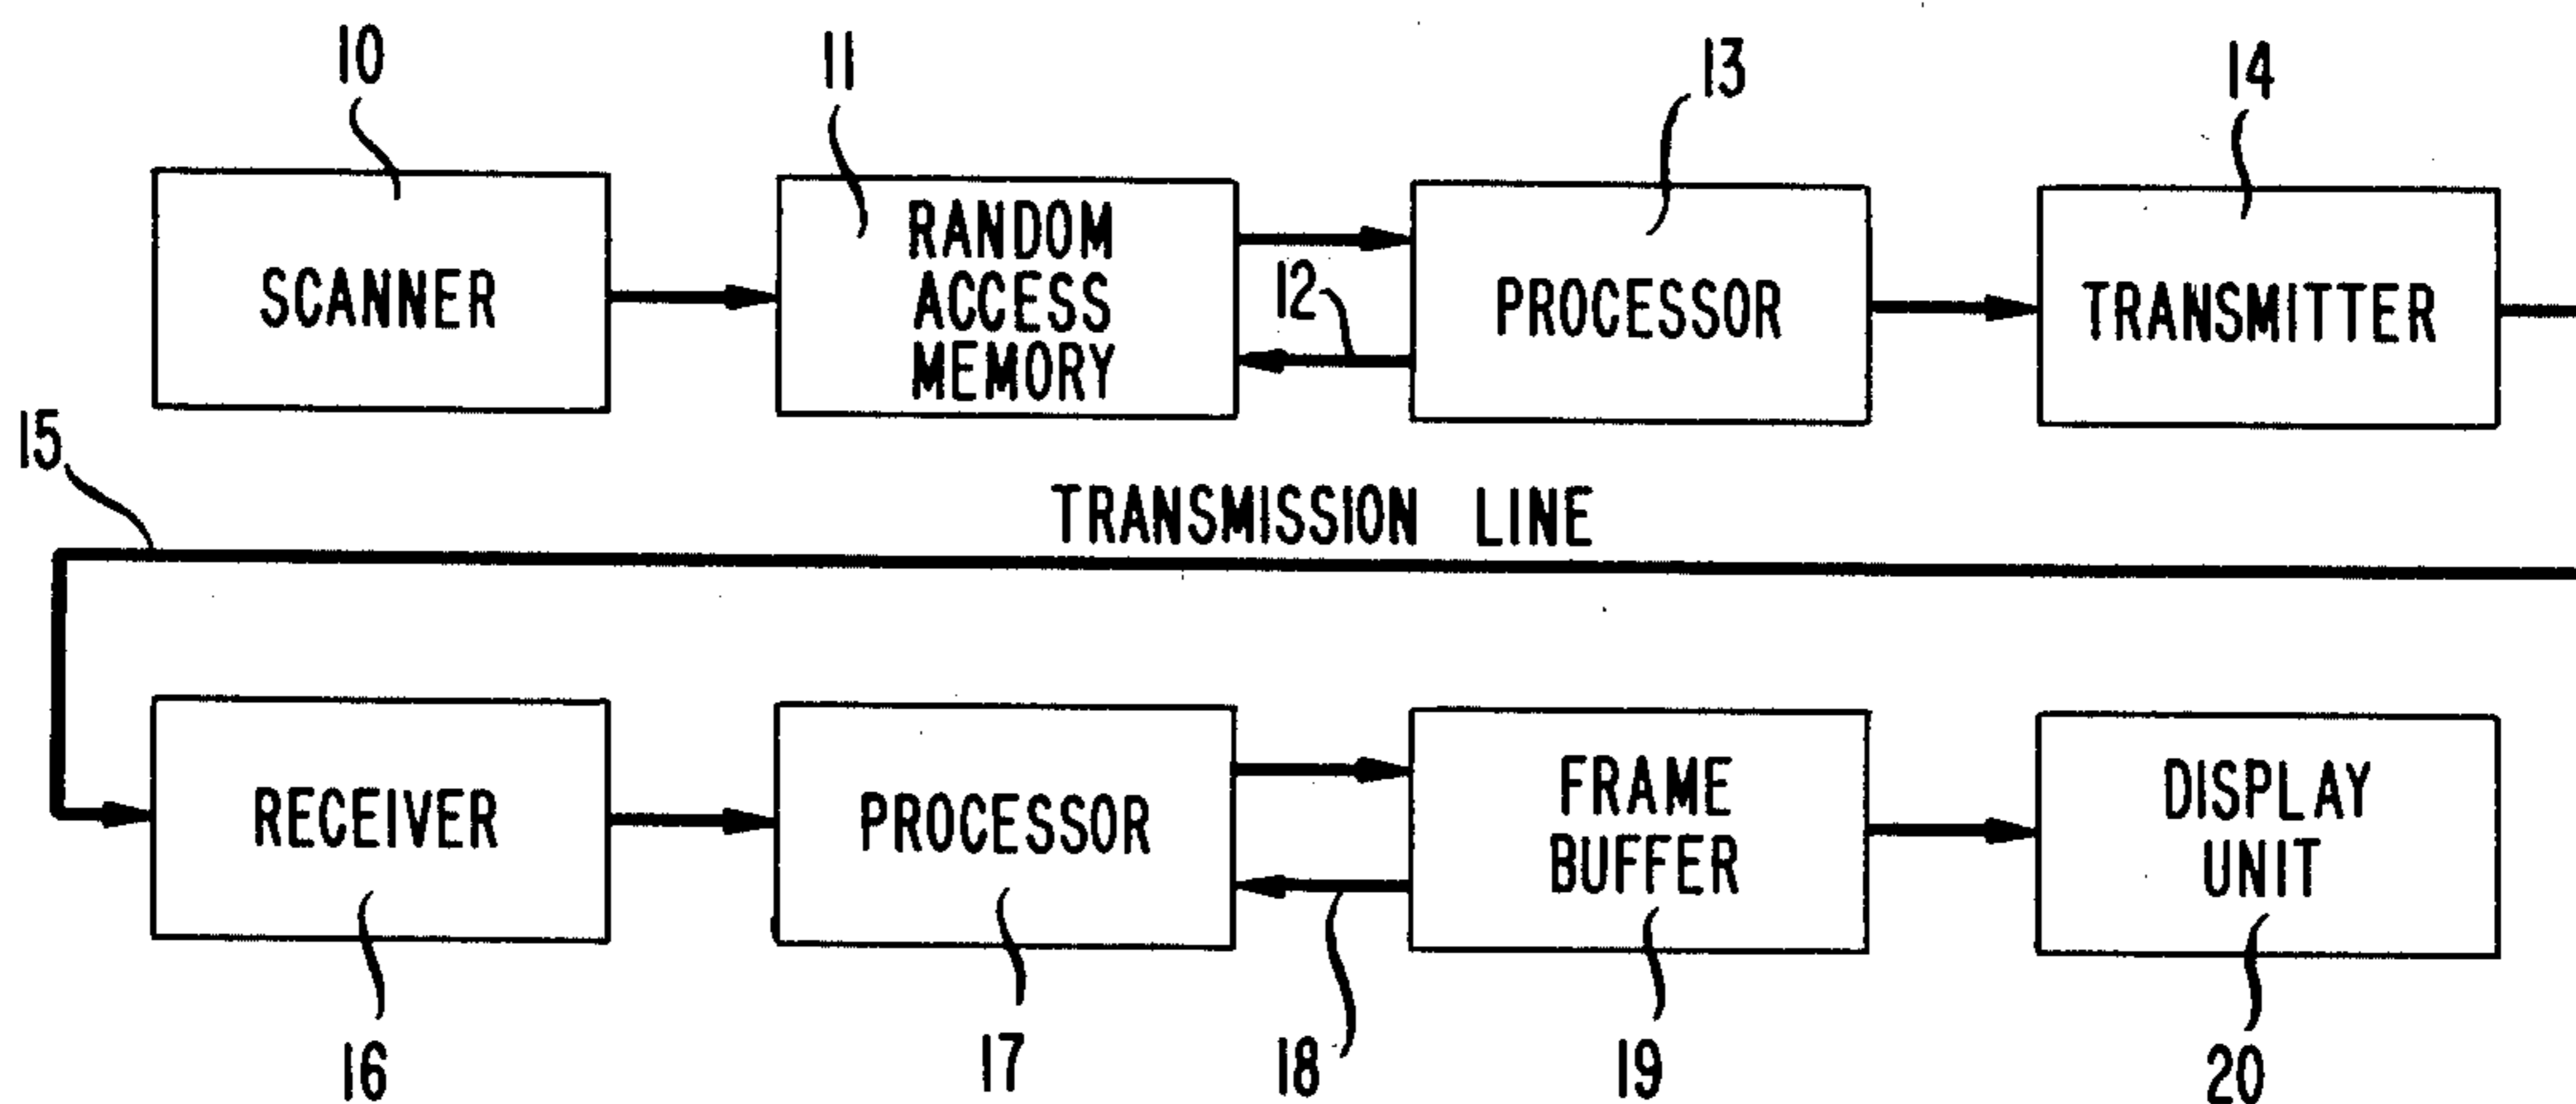 10
11
13
14
SCANNER
RANDOM
ACCESS
MEMORY
12
PROCESSOR
TRANSMITTER
15
TRANSMISSION LINE
RECEIVER
PROCESSOR
FRAME
BUFFER
DISPLAY
UNIT
16
17
18
19
20